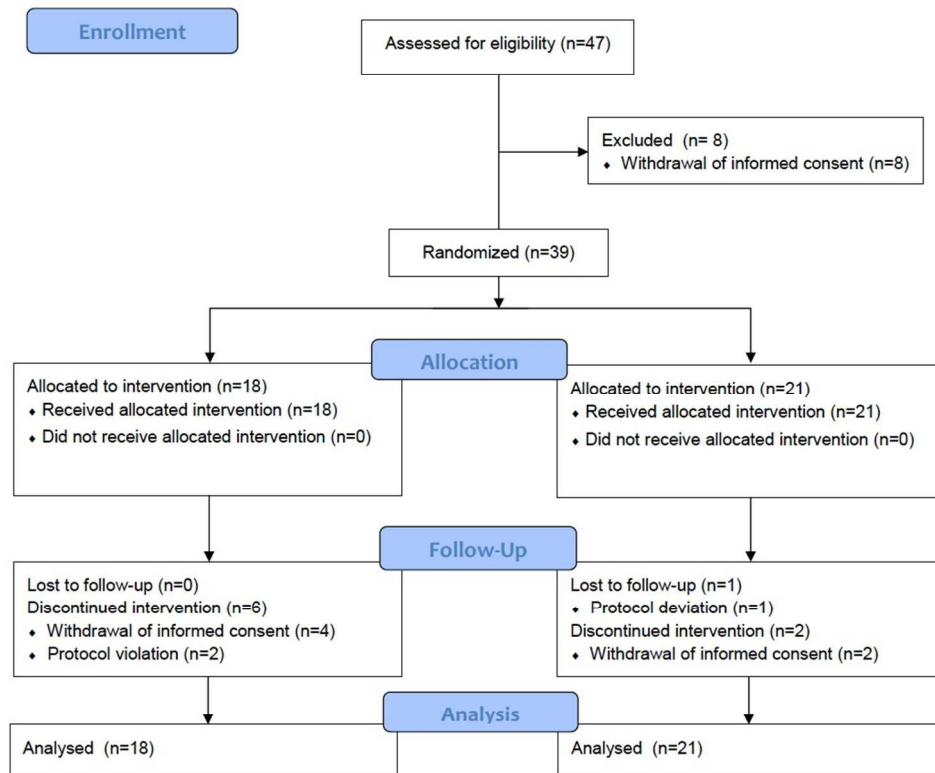 Enrollment
Assessed for eligibility (n=47)
Excluded (n= 8)
⬧ Withdrawal of informed consent (n=8)
Randomized (n=39)
Allocation
Allocated to intervention (n=18)
⬧ Received allocated intervention (n=18)
⬧ Did not receive allocated intervention (n=0)
Allocated to intervention (n=21)
⬧ Received allocated intervention (n=21)
⬧ Did not receive allocated intervention (n=0)
Follow-Up
Lost to follow-up (n=0)
Discontinued intervention (n=6)
⬧ Withdrawal of informed consent (n=4)
⬧ Protocol violation (n=2)
Lost to follow-up (n=1)
⬧ Protocol deviation (n=1)
Discontinued intervention (n=2)
⬧ Withdrawal of informed consent (n=2)
Analysis
Analysed (n=18)
Analysed (n=21)